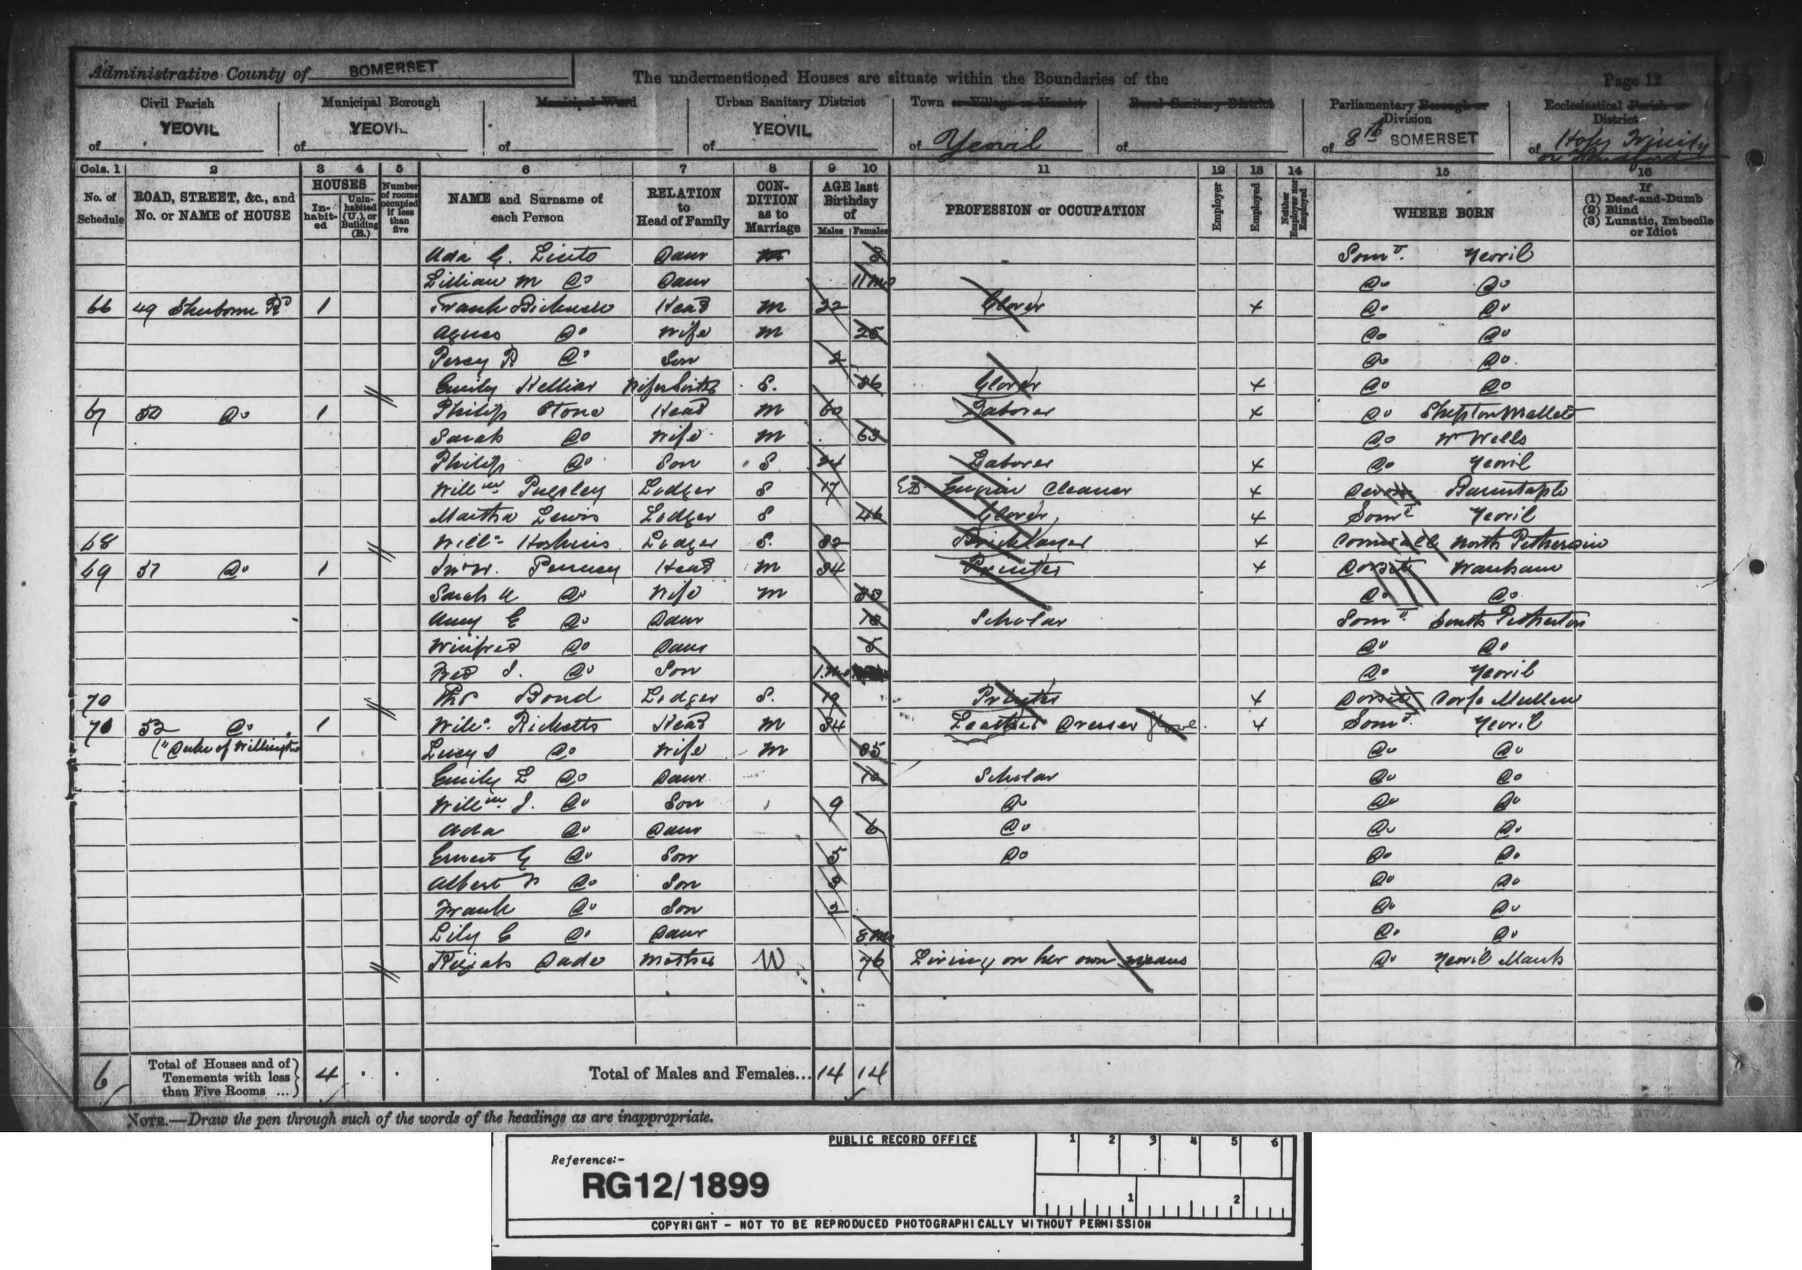 Administrative County of SOMERSET
The undermentioned Houses are situate within the Boundaries of the
Page 12
Civil Parish of YEOVIL
Municipal Borough of YEOVIL
Municipal Ward of
Urban Sanitary District of YEOVIL
Town or Village or Hamlet of Yeovil
Rural Sanitary District of
Parliamentary Borough or Division of 8th SOMERSET
Ecclesiastical Parish or District of Holy Trinity
Cols. 1 2 3 4 5 6 7 8 9 10 11 12 13 14 15 16
No. of Schedule
ROAD, STREET, &c., and No. or NAME of HOUSE
HOUSES
Inhabited
Uninhabited (U.), or Building (B.)
Number of rooms occupied if less than five
NAME and Surname of each Person
RELATION to Head of Family
CONDITION as to Marriage
AGE last Birthday of
Males Females
PROFESSION or OCCUPATION
Employer
Employed
Neither Employer nor Employed
WHERE BORN
If (1) Deaf-and-Dumb (2) Blind (3) Lunatic, Imbecile or Idiot
Ada G. Daur 3 Somt. Yeovil
Lillian M Do Daur 11 mo Do Do
66 49 Sherborne Rd 1 Frank Bicknell Head M 22 Glover x Do Do
Agnes Do Wife M 25 Do Do
Percy R Do Son 2 Do Do
Emily Helliar Wifes Sister S. 36 Glover x Do Do
67 50 Do 1 Philip Stone Head M 60 Laborer x Do Shepton Mallett
Sarah Do Wife M 63 Do Nr Wells
Philip Do Son S 24 Laborer x Do Yeovil
Willm Pugsley Lodger S 17 Engine Cleaner x Devon Barnstaple
Martha Lewis Lodger S 46 Glover x Somt Yeovil
68 Willm Hoskins Lodger S. 32 Bricklayer x Cornwall North Petherwin
69 51 Do 1 Penney Head M 34 Printer x Dorset Wareham
Sarah A Do Wife M 33 Do Do
Amy E Do Daur 10 Scholar Somt South Petherton
Winifred Do Daur 5 Do Do
Fred J. Do Son 1 mo Do Yeovil
70 Thos Bond Lodger S. 19 Printer x Dorset Corfe Mullen
70 52 Do 1 Willm Ricketts Head M 34 Leather Dresser Glove x Somt. Yeovil
("Duke of Wellington Lucy S Do Wife M 35 Do Do
Emily L Do Daur 10 Scholar Do Do
Willm J. Do Son 9 Do Do Do
Ada Do Daur 6 Do Do Do
Ernest G Do Son 5 Do Do Do
Albert Do Son 3 Do Do
Frank Do Son 2 Do Do
Lily E Do Daur 3 mo Do Do
Dade Mother W 76 Living on her own means Do Yeovil Marsh
6 Total of Houses and of Tenements with less than Five Rooms ... 4 Total of Males and Females... 14 14
NOTE.—Draw the pen through such of the words of the headings as are inappropriate.
PUBLIC RECORD OFFICE
1 2 3 4 5 6
Reference:-
RG12/1899
1 2
COPYRIGHT - NOT TO BE REPRODUCED PHOTOGRAPHICALLY WITHOUT PERMISSION